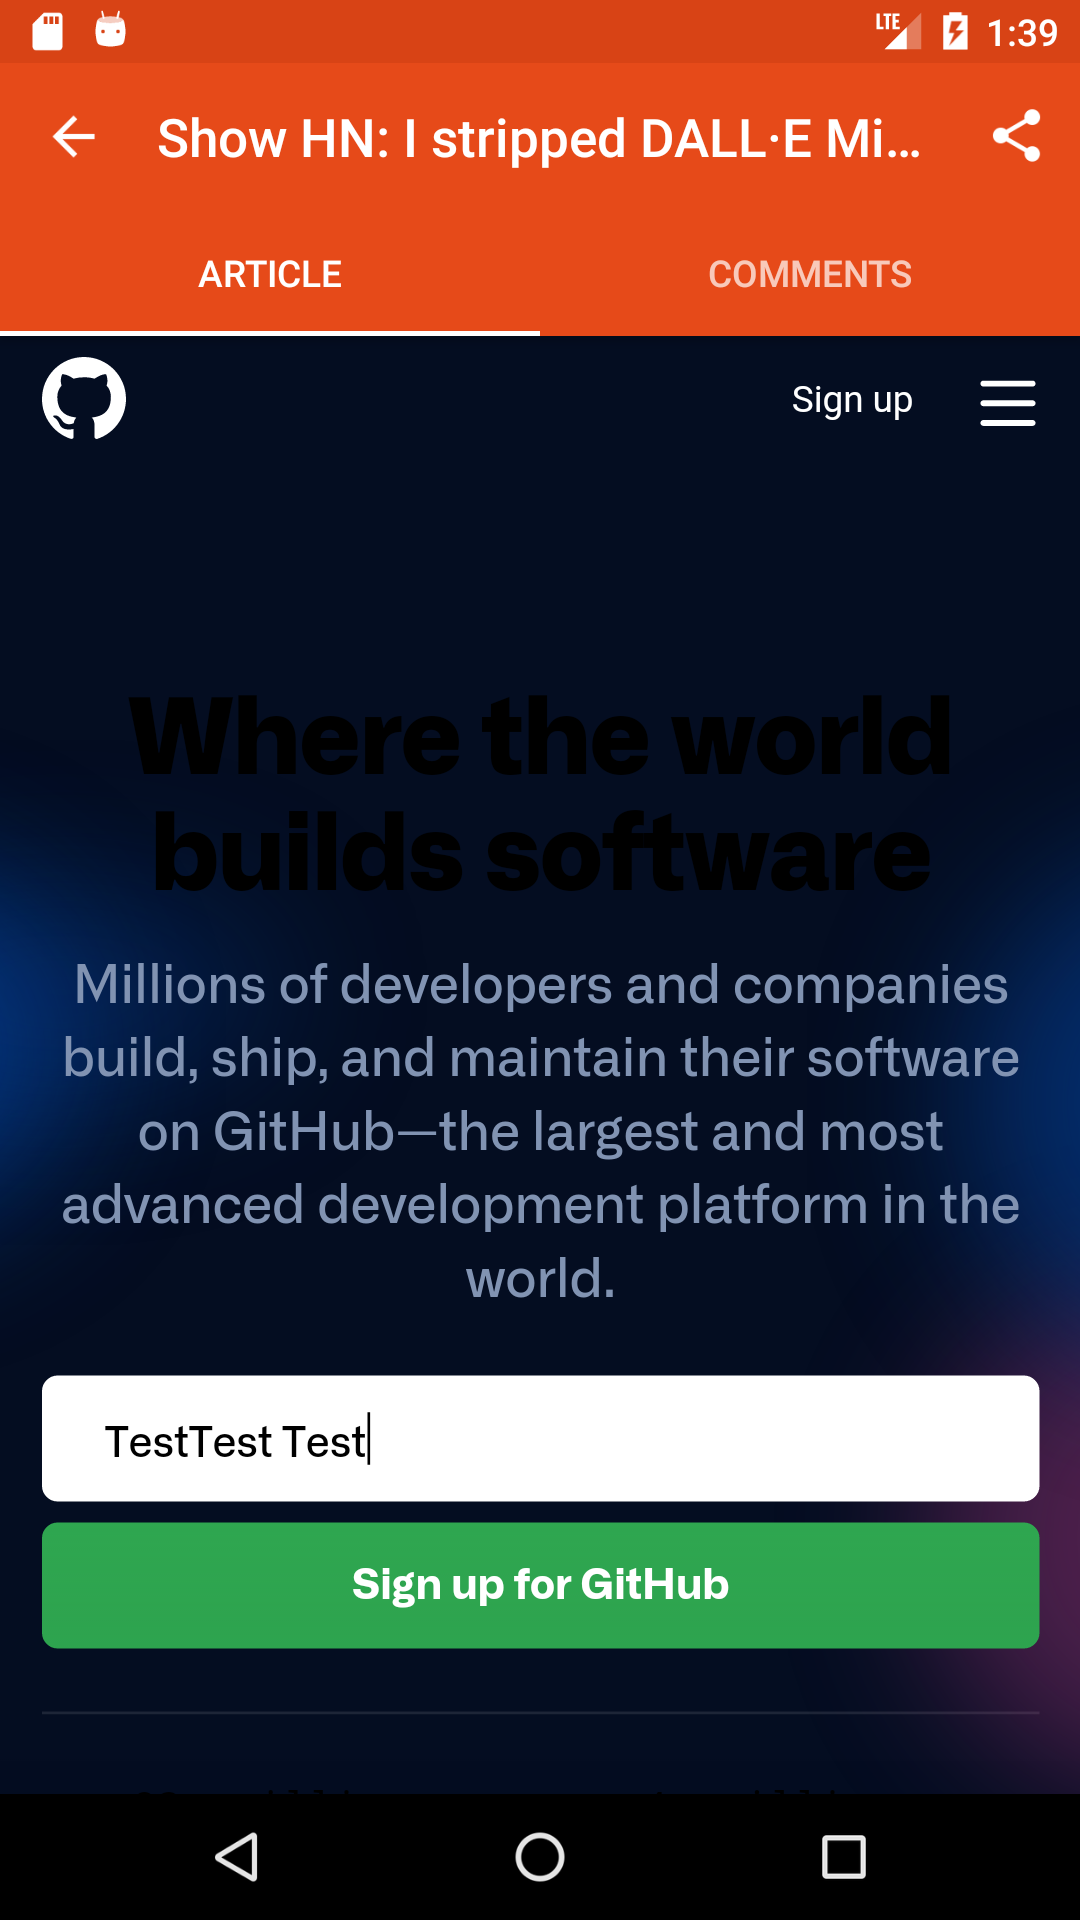 LTE 1:39
Show HN: I stripped DALL·E Mi...
ARTICLE COMMENTS
Sign up
Where the world
builds software
Millions of developers and companies
build, ship, and maintain their software
on GitHub—the largest and most
advanced development platform in the
world.
TestTest Test
Sign up for GitHub